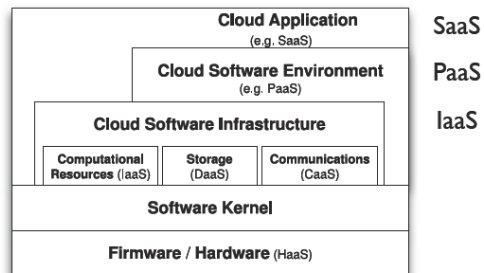 Cloud Application
(e.g. SaaS)
SaaS
Cloud Software Environment
(e.g. PaaS)
PaaS
Cloud Software Infrastructure
IaaS
Computational
Resources (IaaS)
Storage
(DaaS)
Communications
(CaaS)
Software Kernel
Firmware / Hardware (HaaS)